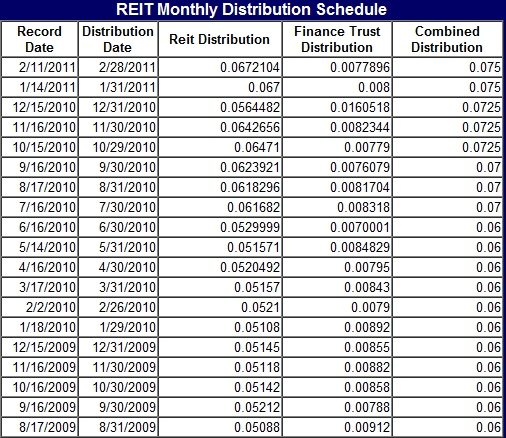 REIT Monthly Distribution Schedule
Record Date Distribution Date Reit Distribution Finance Trust Distribution Combined Distribution
2/11/2011 2/28/2011 0.0672104 0.0077896 0.075
1/14/2011 1/31/2011 0.067 0.008 0.075
12/15/2010 12/31/2010 0.0564482 0.0160518 0.0725
11/16/2010 11/30/2010 0.0642656 0.0082344 0.0725
10/15/2010 10/29/2010 0.06471 0.00779 0.0725
9/16/2010 9/30/2010 0.0623921 0.0076079 0.07
8/17/2010 8/31/2010 0.0618296 0.0081704 0.07
7/16/2010 7/30/2010 0.061682 0.008318 0.07
6/16/2010 6/30/2010 0.0529999 0.0070001 0.06
5/14/2010 5/31/2010 0.051571 0.0084829 0.06
4/16/2010 4/30/2010 0.0520492 0.00795 0.06
3/17/2010 3/31/2010 0.05157 0.00843 0.06
2/2/2010 2/26/2010 0.0521 0.0079 0.06
1/18/2010 1/29/2010 0.05108 0.00892 0.06
12/15/2009 12/31/2009 0.05145 0.00855 0.06
11/16/2009 11/30/2009 0.05118 0.00882 0.06
10/16/2009 10/30/2009 0.05142 0.00858 0.06
9/16/2009 9/30/2009 0.05212 0.00788 0.06
8/17/2009 8/31/2009 0.05088 0.00912 0.06